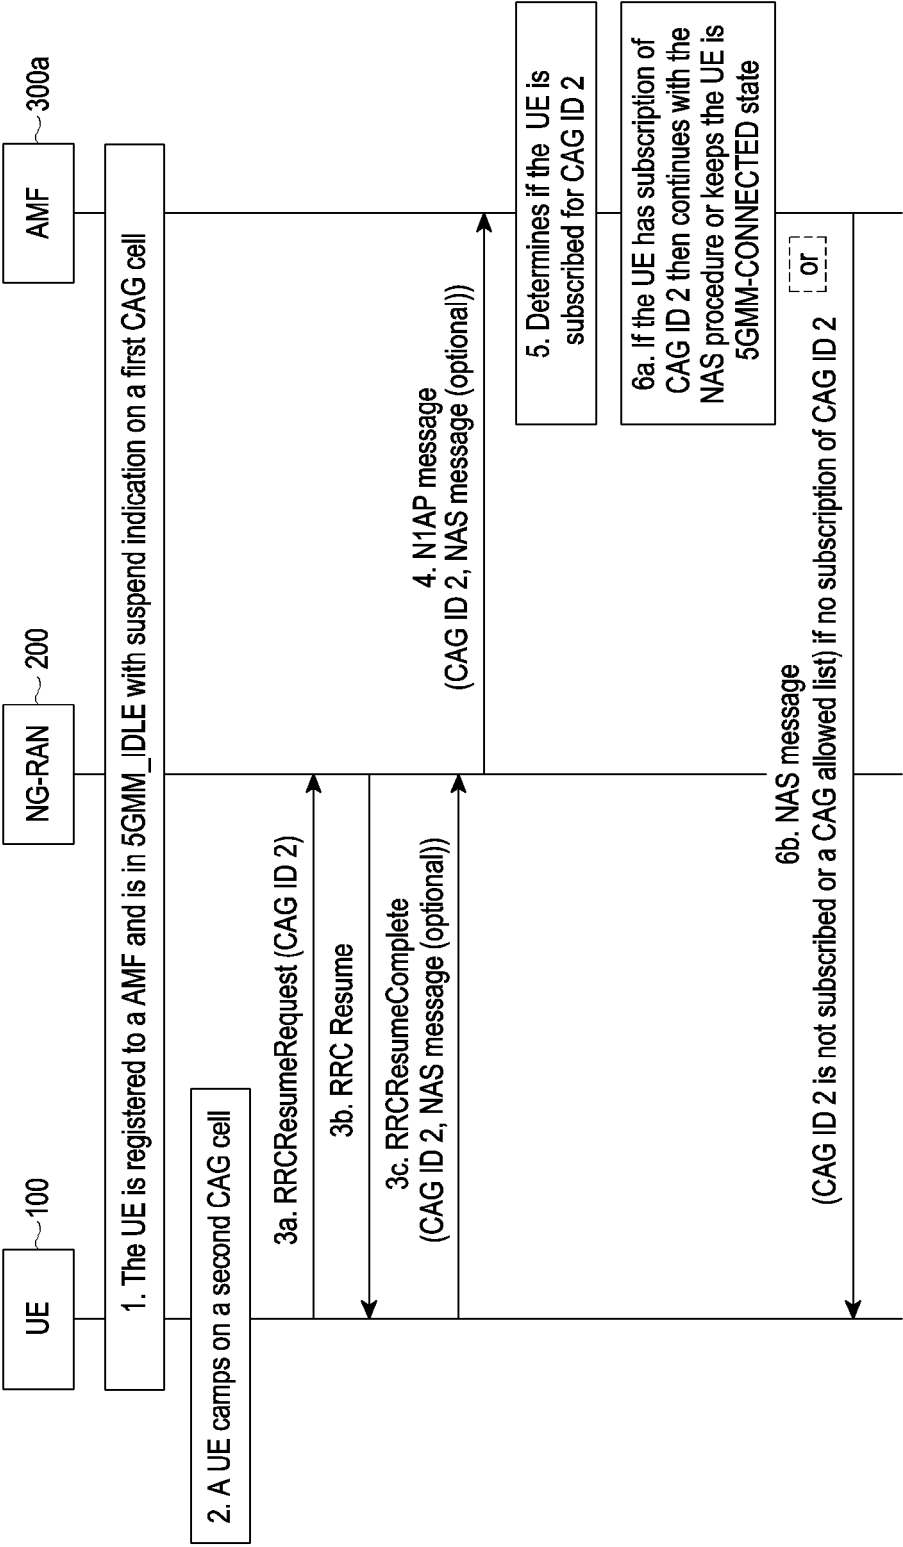 UE
100
NG-RAN
200
AMF
300a
1. The UE is registered to a AMF and is in 5GMM_IDLE with suspend indication on a first CAG cell
2. A UE camps on a second CAG cell
3a. RRCResumeRequest (CAG ID 2)
3b. RRC Resume
3c. RRCResumeComplete
(CAG ID 2, NAS message (optional))
4. N1AP message
(CAG ID 2, NAS message (optional))
5. Determines if the UE is
subscribed for CAG ID 2
6a. If the UE has subscription of
CAG ID 2 then continues with the
NAS procedure or keeps the UE is
5GMM-CONNECTED state
or
6b. NAS message
(CAG ID 2 is not subscribed or a CAG allowed list) if no subscription of CAG ID 2